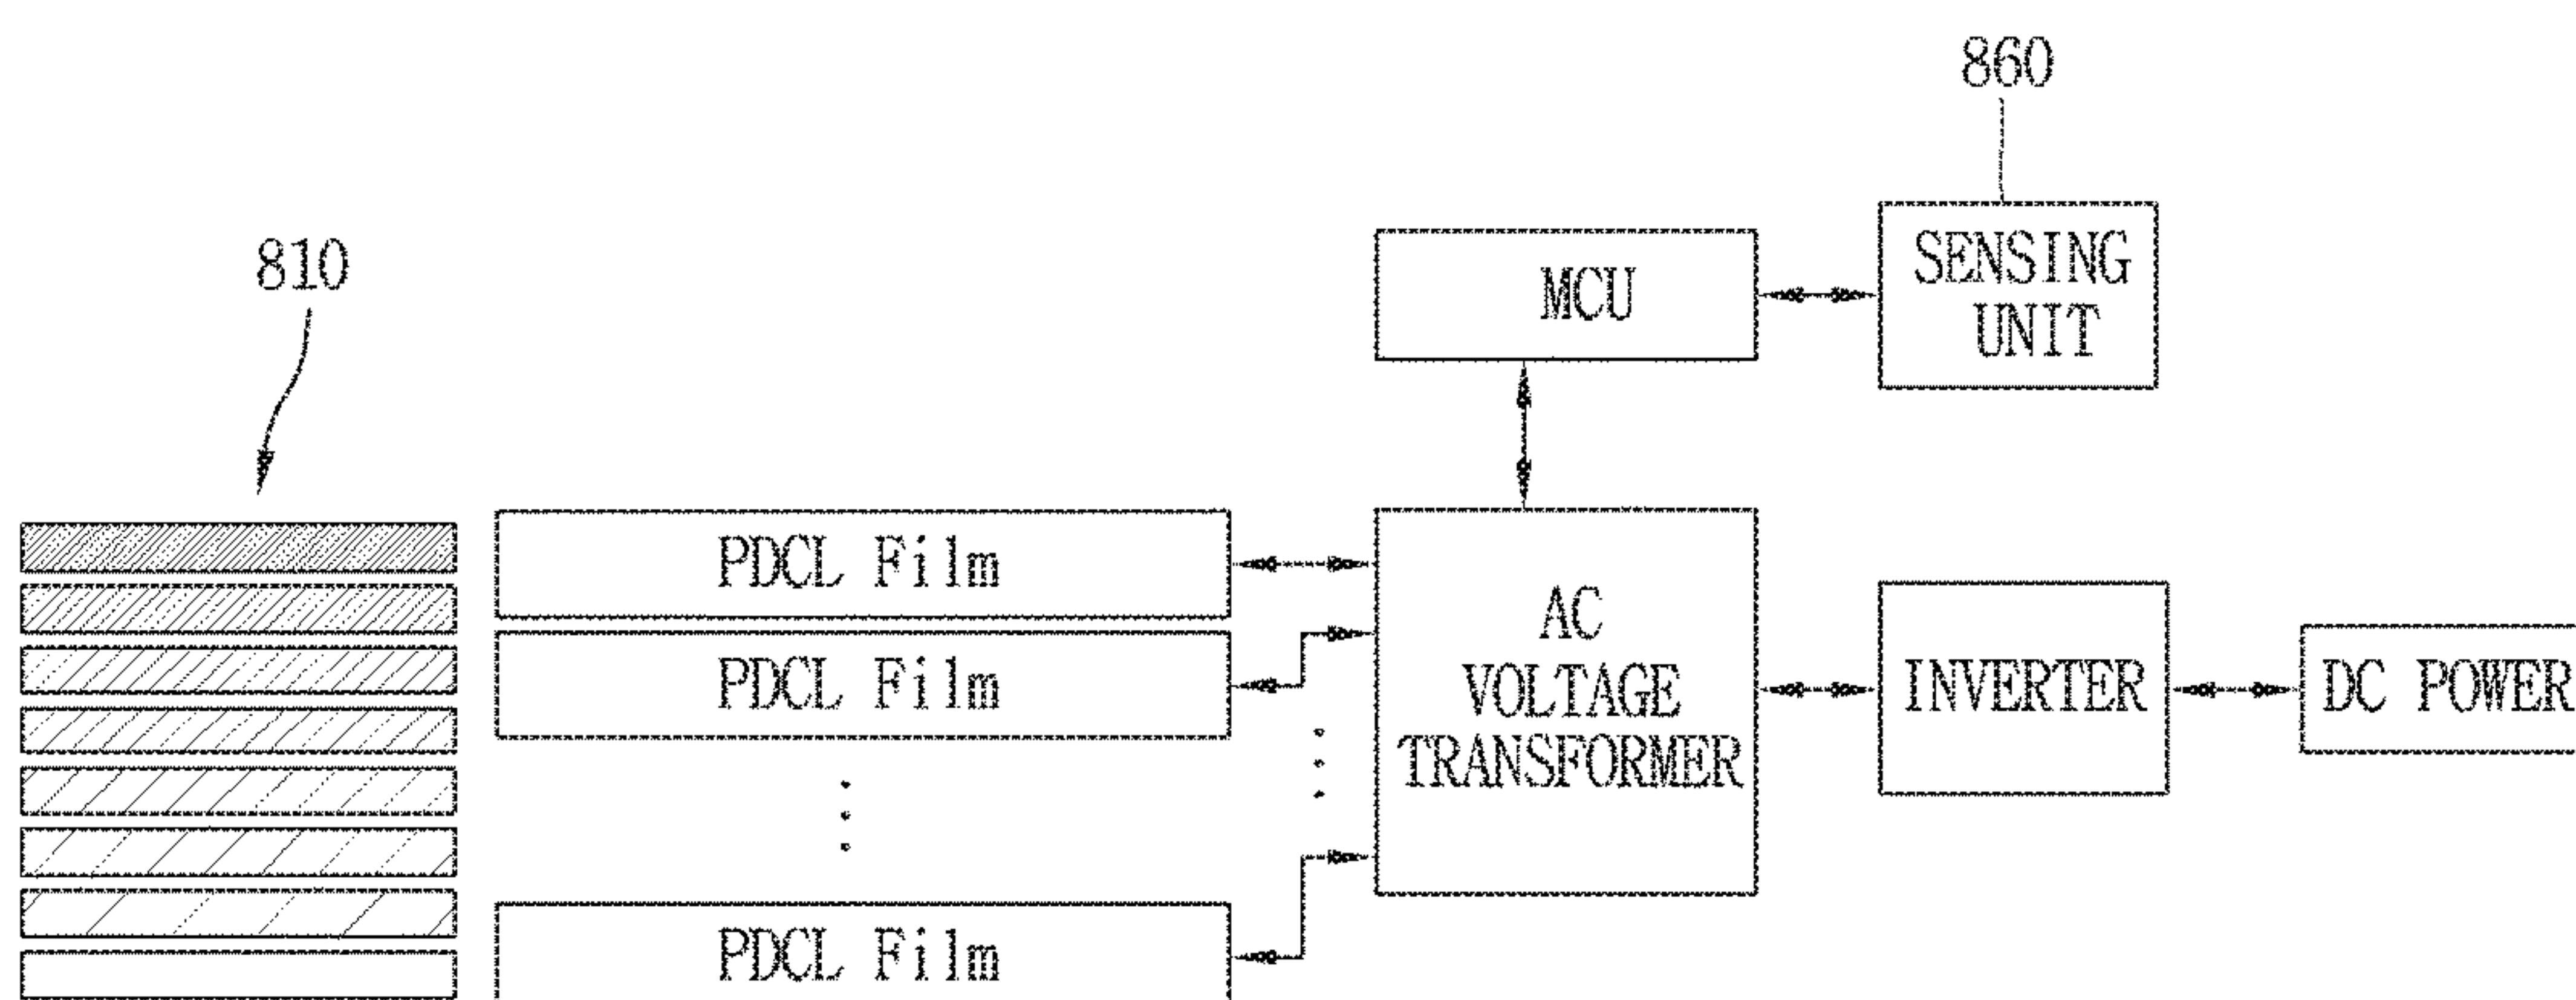 860
810
SENSING
UNIT
MCU
PDCL Film
PDCL Film
PDCL Film
AC
VOLTAGE
TRANSFORMER
INVERTER
DC POWER